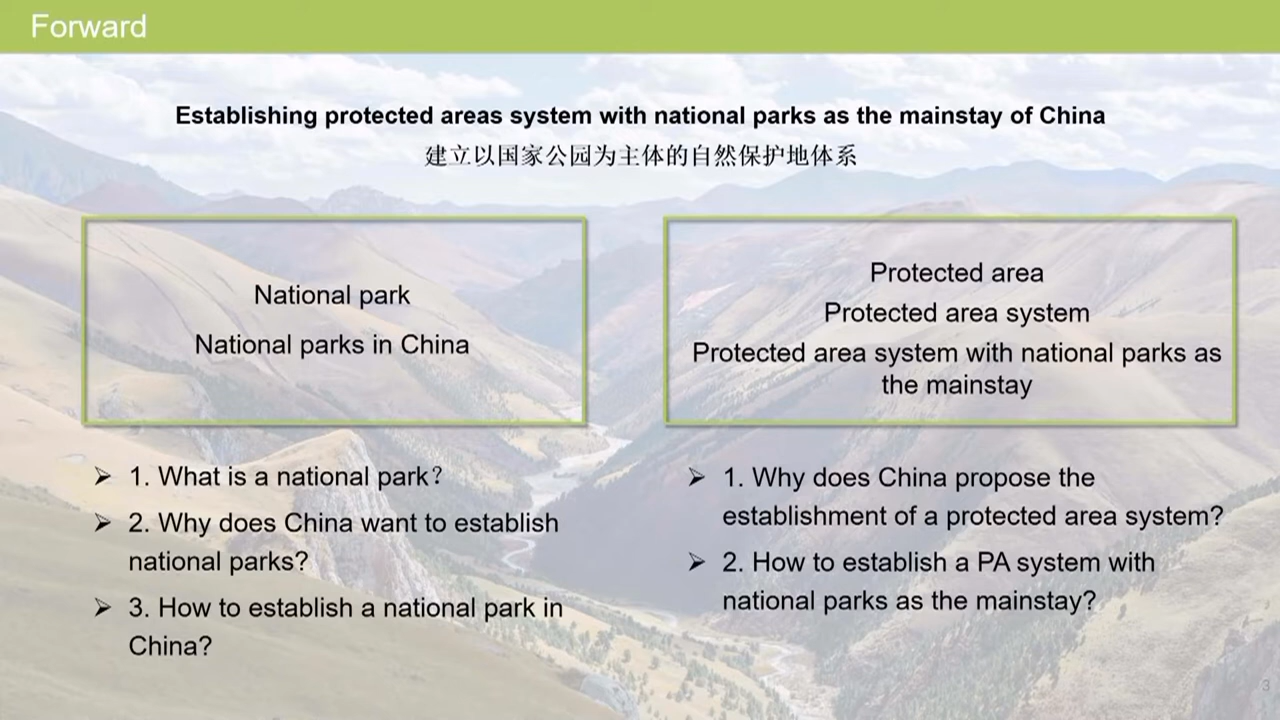 Forward
Establishing protected areas system with national parks as the mainstay of China
建立以国家公园为主体的自然保护地体系
National park
National parks in China
Protected area
Protected area system
Protected area system with national parks as
the mainstay
➢ 1. What is a national park？
➢ 2. Why does China want to establish
national parks?
➢ 3. How to establish a national park in
China?
➢ 1. Why does China propose the
establishment of a protected area system?
➢ 2. How to establish a PA system with
national parks as the mainstay?
3